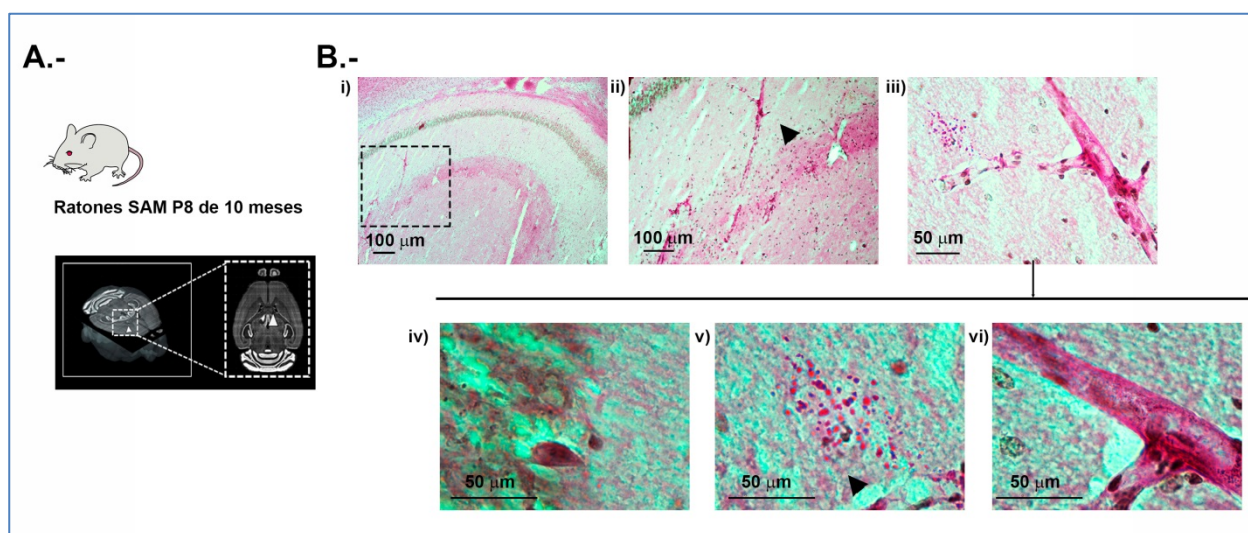 A.-
Ratones SAM P8 de 10 meses
B.-
i)
100 μm
ii)
100 μm
iii)
50 μm
iv)
50 μm
v)
50 μm
vi)
50 μm